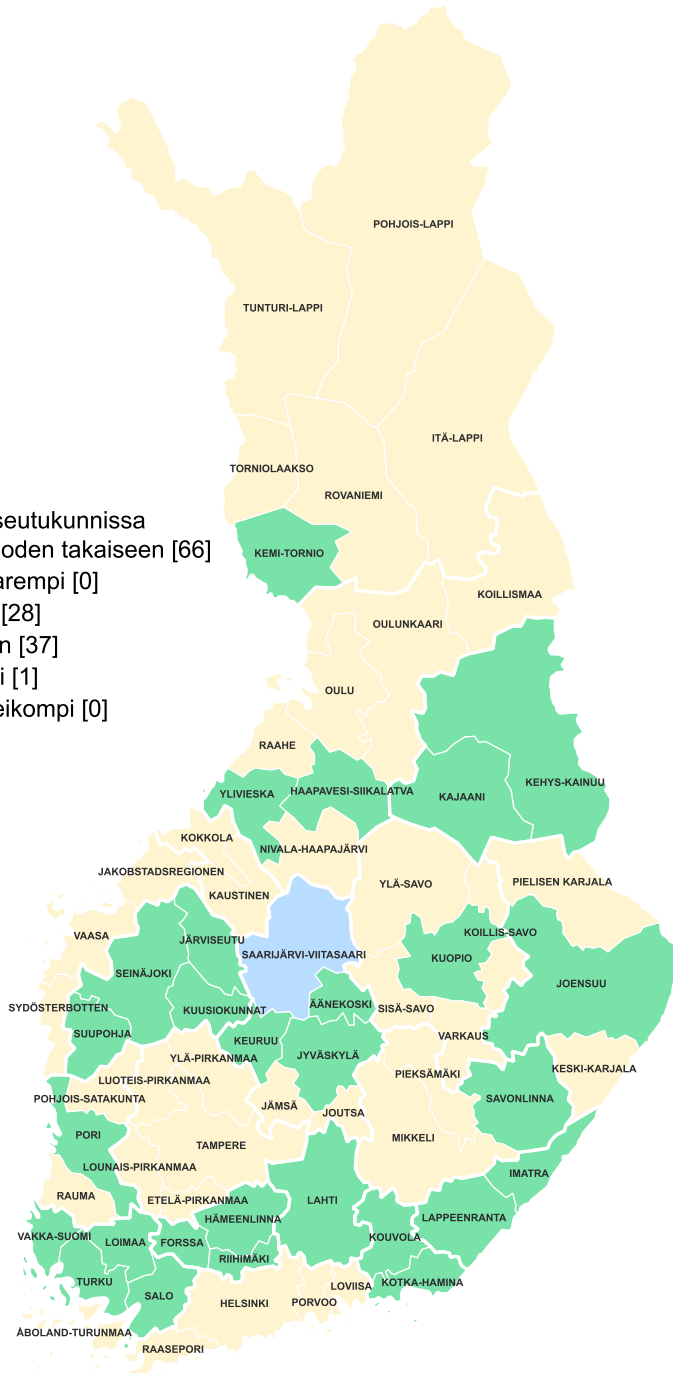 POHJOIS-LAPPI
TUNTURI-LAPPI
ITÄ-LAPPI
TORNIOLAAKSO
ROVANIEMI
seutukunnissa
oden takaiseen [66]
arempi [0]
[28]
n [37]
i [1]
eikompi [0]
KEMI-TORNIO
KOILLISMAA
OULUNKAARI
OULU
RAAHE
YLIVIESKA
HAAPAVESI-SIIKALATVA
KAJAANI
KEHYS-KAINUU
KOKKOLA
NIVALA-HAAPAJÄRVI
JAKOBSTADSREGIONEN
YLÄ-SAVO
PIELISEN KARJALA
KAUSTINEN
VAASA
JÄRVISEUTU
KOILLIS-SAVO
SAARIJÄRVI-VIITASAARI
KUOPIO
SEINÄJOKI
JOENSUU
SYDÖSTERBOTTEN
KUUSIOKUNNAT
ÄÄNEKOSKI
SISÄ-SAVO
SUUPOHJA
KEURUU
VARKAUS
YLÄ-PIRKANMAA
JYVÄSKYLÄ
KESKI-KARJALA
LUOTEIS-PIRKANMAA
PIEKSÄMÄKI
POHJOIS-SATAKUNTA
JÄMSÄ
JOUTSA
SAVONLINNA
PORI
TAMPERE
MIKKELI
LOUNAIS-PIRKANMAA
IMATRA
RAUMA
ETELÄ-PIRKANMAA
LAHTI
HÄMEENLINNA
LAPPEENRANTA
VAKKA-SUOMI
LOIMAA
FORSSA
KOUVOLA
RIIHIMÄKI
TURKU
KOTKA-HAMINA
SALO
LOVIISA
HELSINKI
PORVOO
ÅBOLAND-TURUNMAA
RAASEPORI